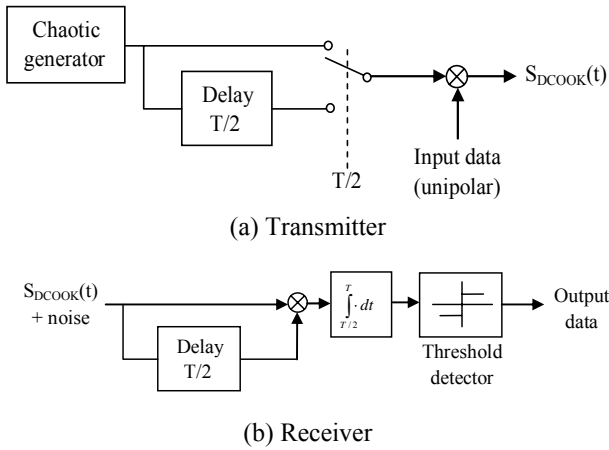 Chaotic
generator
Delay
T/2
S_DCOOK(t)
T/2
Input data
(unipolar)
(a) Transmitter
S_DCOOK(t)
+ noise
Delay
T/2
∫_{T/2}^{T} · dt
Threshold
detector
Output
data
(b) Receiver